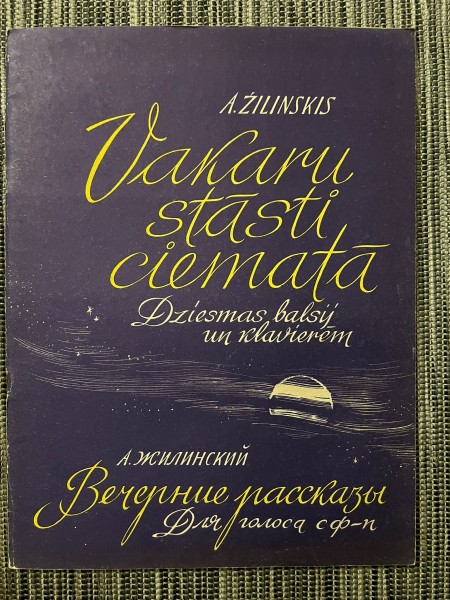 A. ŽILINSKIS
Vakaru
stāsti
ciematā
Dziesmas balsij
un klavierēm
А. ЖИЛИНСКИЙ
Вечерние рассказы
Для голоса с ф-п